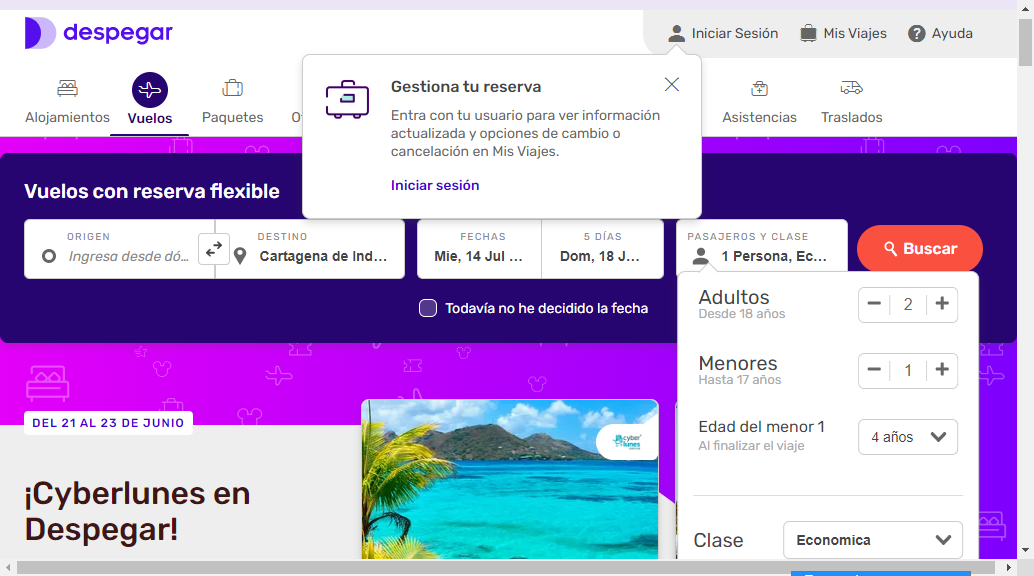 despegar
Iniciar Sesión
Mis Viajes
Ayuda
Alojamientos
Vuelos
Paquetes
Asistencias
Traslados
Gestiona tu reserva
Entra con tu usuario para ver información
actualizada y opciones de cambio o
cancelación en Mis Viajes.
Iniciar sesión
Vuelos con reserva flexible
ORIGEN
Ingresa desde dó...
DESTINO
Cartagena de Ind...
FECHAS
Mie, 14 Jul ...
5 DÍAS
Dom, 18 J...
PASAJEROS Y CLASE
1 Persona, Ec...
Buscar
Todavía no he decidido la fecha
Adultos
Desde 18 años
2
Menores
Hasta 17 años
1
Edad del menor 1
Al finalizar el viaje
4 años
Clase
Economica
DEL 21 AL 23 DE JUNIO
¡Cyberlunes en
Despegar!
cyber
lunes